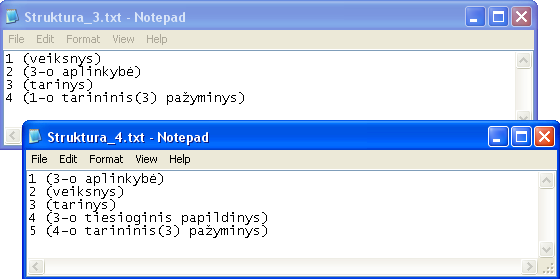 Struktura_3.txt - Notepad
File Edit Format View Help
1 (veiksnys)
2 (3-o aplinkybė)
3 (tarinys)
4 (1-o tarininis(3) pažyminys)
Struktura_4.txt - Notepad
File Edit Format View Help
1 (3-o aplinkybė)
2 (veiksnys)
3 (tarinys)
4 (3-o tiesioginis papildinys)
5 (4-o tarininis(3) pažyminys)